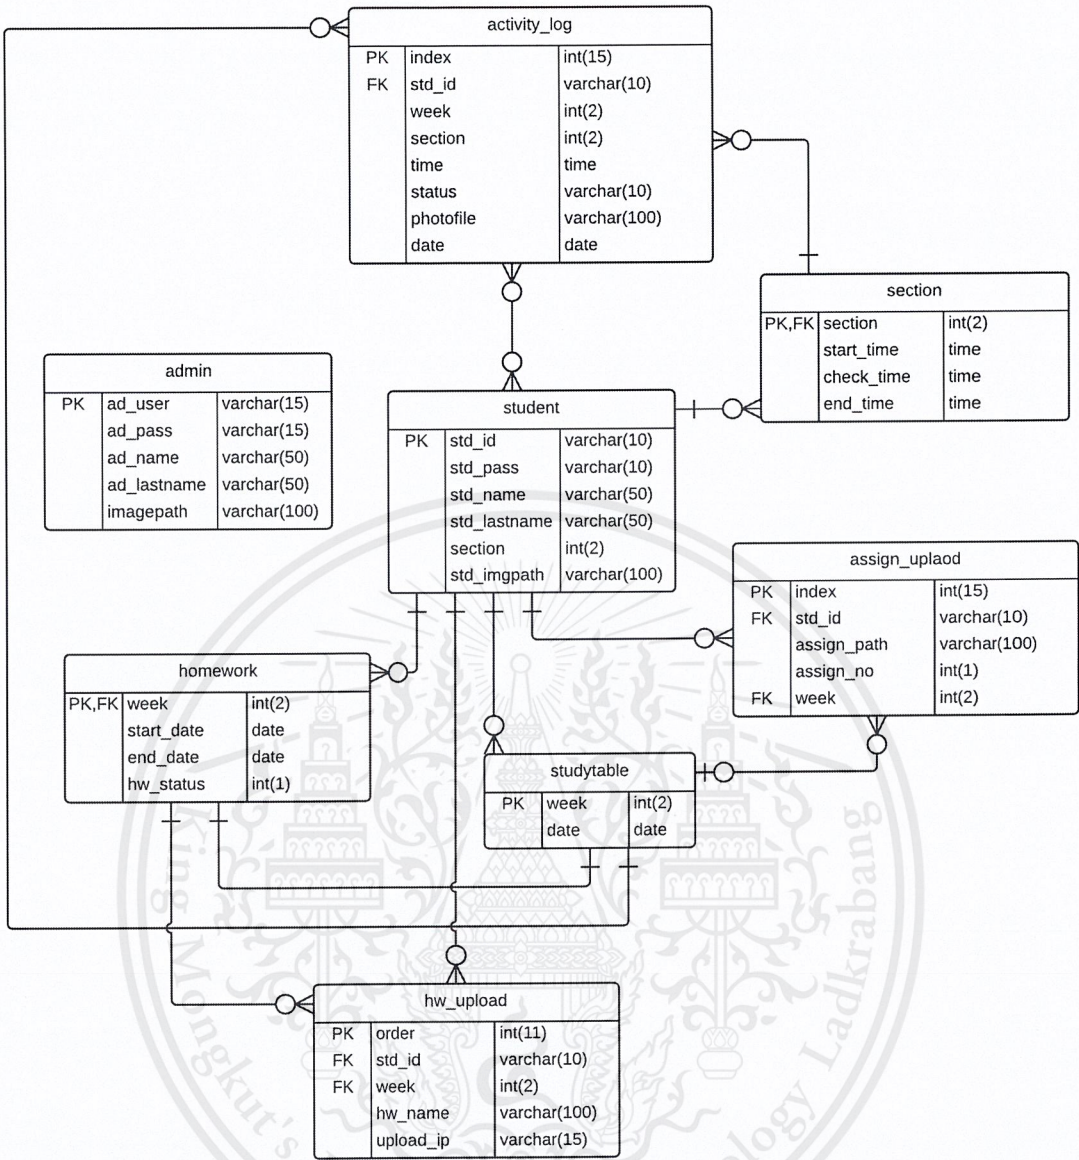 activity_log
PK index int(15)
FK std_id varchar(10)
week int(2)
section int(2)
time time
status varchar(10)
photofile varchar(100)
date date
section
PK,FK section int(2)
start_time time
check_time time
end_time time
admin
PK ad_user varchar(15)
ad_pass varchar(15)
ad_name varchar(50)
ad_lastname varchar(50)
imagepath varchar(100)
student
PK std_id varchar(10)
std_pass varchar(10)
std_name varchar(50)
std_lastname varchar(50)
section int(2)
std_imgpath varchar(100)
assign_uplaod
PK index int(15)
FK std_id varchar(10)
assign_path varchar(100)
assign_no int(1)
FK week int(2)
homework
PK,FK week int(2)
start_date date
end_date date
hw_status int(1)
studytable
PK week int(2)
date date
hw_upload
PK order int(11)
FK std_id varchar(10)
FK week int(2)
hw_name varchar(100)
upload_ip varchar(15)
King Mongkut's
ology Ladkrabang